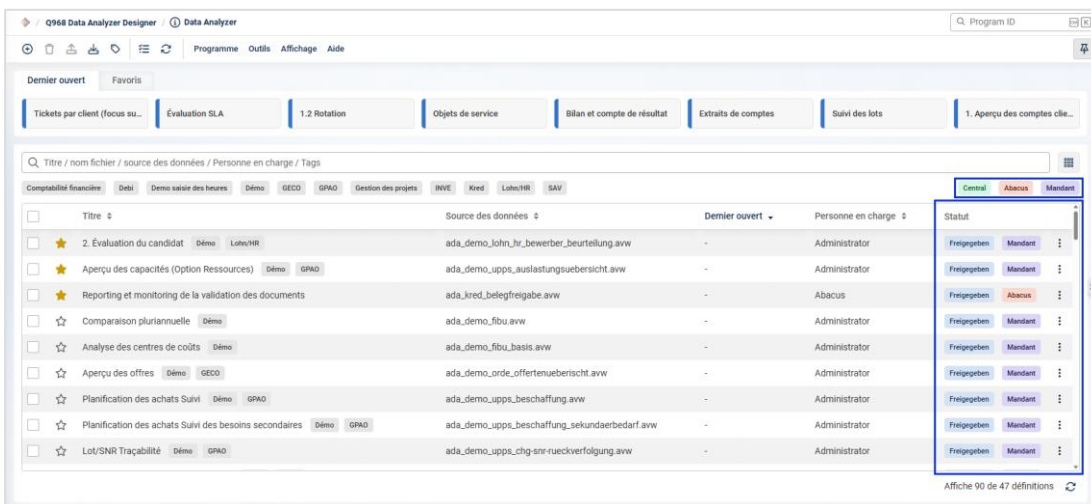 / Q968 Data Analyzer Designer / Data Analyzer Program ID
Programme Outils Affichage Aide
Dernier ouvert Favoris
Tickets par client (focus su... Évaluation SLA 1.2 Rotation Objets de service Bilan et compte de résultat Extraits de comptes Suivi des lots 1. Aperçu des comptes clie...
Titre / nom fichier / source des données / Personne en charge / Tags
Comptabilité financière Debi Demo saisie des heures Démo GECO GPAO Gestion des projets INVE Kred Lohn/HR SAV Central Abacus Mandant
Titre Source des données Dernier ouvert Personne en charge Statut
2. Évaluation du candidat Démo Lohn/HR ada_demo_lohn_hr_bewerber_beurteilung.avw - Administrator Freigegeben Mandant
Aperçu des capacités (Option Ressources) Démo GPAO ada_demo_upps_auslastungsuebersicht.avw - Administrator Freigegeben Mandant
Reporting et monitoring de la validation des documents ada_kred_belegfreigabe.avw - Abacus Freigegeben Abacus
Comparaison pluriannuelle Démo ada_demo_fibu.avw - Administrator Freigegeben Mandant
Analyse des centres de coûts Démo ada_demo_fibu_basis.avw - Administrator Freigegeben Mandant
Aperçu des offres Démo GECO ada_demo_orde_offertenueberischt.avw - Administrator Freigegeben Mandant
Planification des achats Suivi Démo GPAO ada_demo_upps_beschaffung.avw - Administrator Freigegeben Mandant
Planification des achats Suivi des besoins secondaires Démo GPAO ada_demo_upps_beschaffung_sekundaerbedarf.avw - Administrator Freigegeben Mandant
Lot/SNR Traçabilité Démo GPAO ada_demo_upps_chg-snr-rueckverfolgung.avw - Administrator Freigegeben Mandant
Affiche 90 de 47 définitions